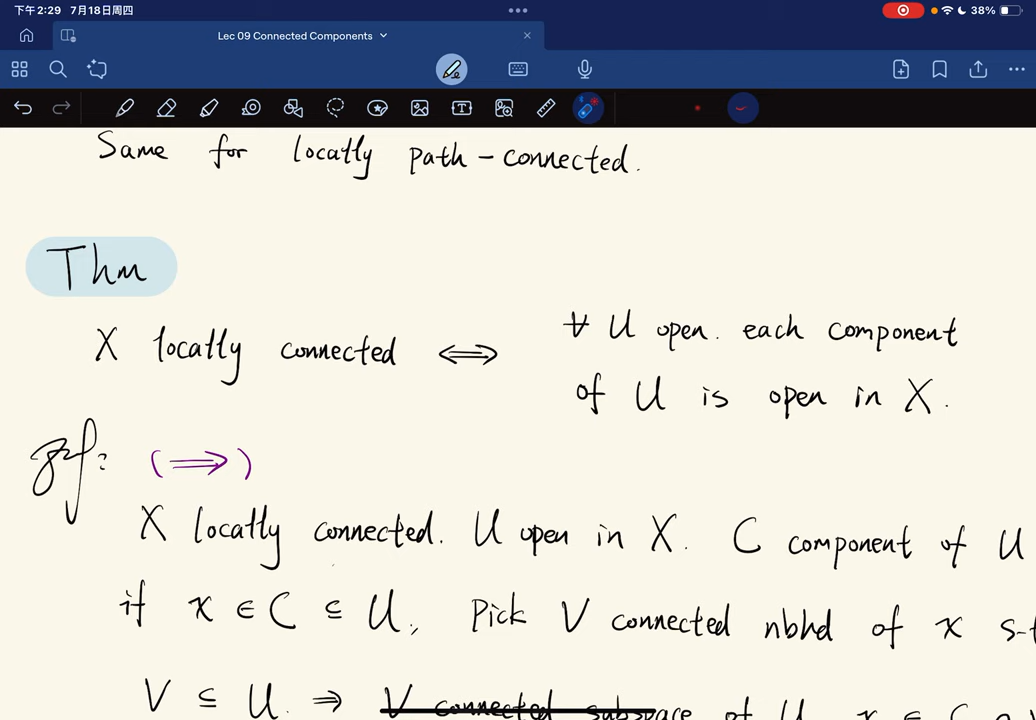 下午2:29 7月18日周四
38%
Lec 09 Connected Components
Same for locally path-connected.
Thm
X locally connected ⟺ ∀ U open. each component
of U is open in X.
pf: (⟹)
X locally connected. U open in X. C component of U
if x ∈ C ⊆ U, Pick V connected nbhd of x s-t
V ⊆ U. ⇒ V connected subspace of U, x ∈ C